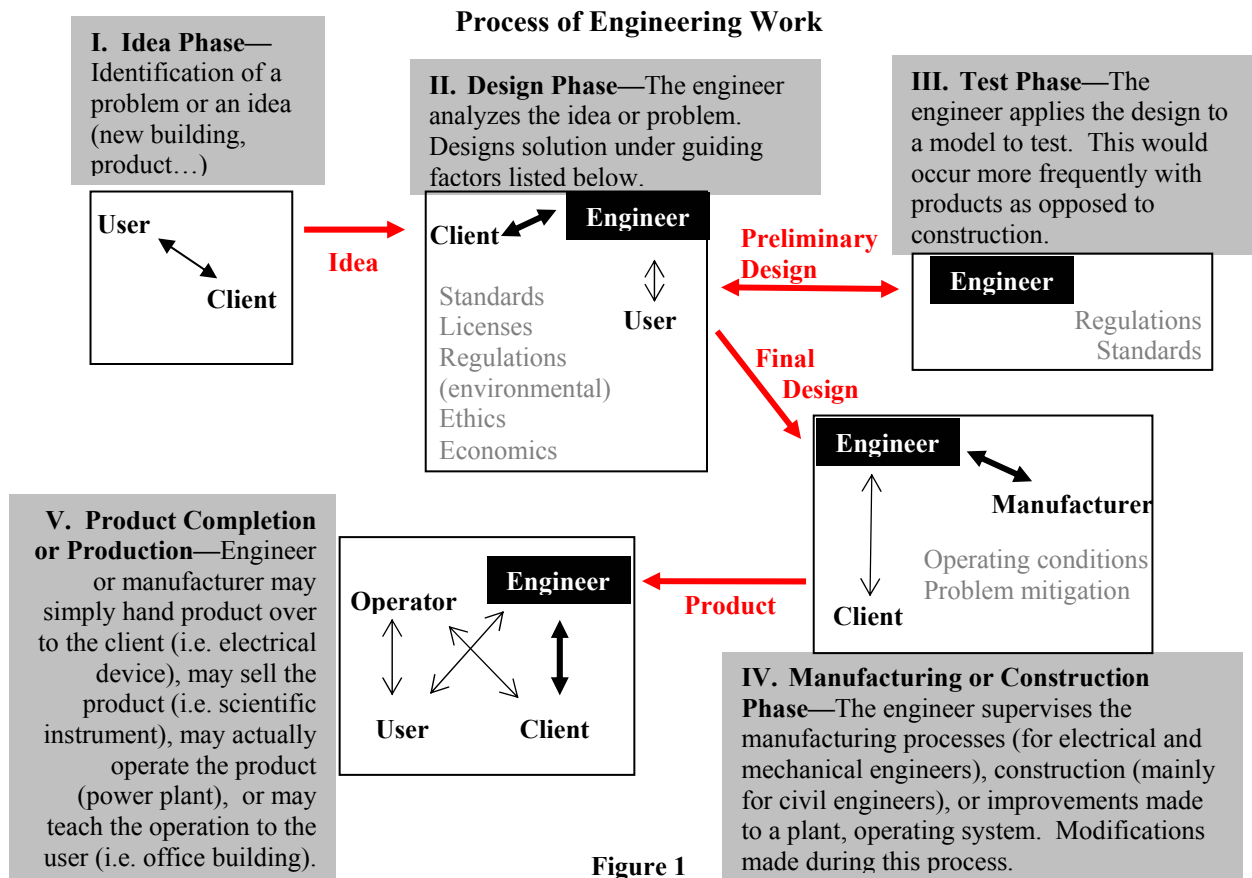 Process of Engineering Work
I. Idea Phase—
Identification of a
problem or an idea
(new building,
product…)
User
Client
Idea
II. Design Phase—The engineer
analyzes the idea or problem.
Designs solution under guiding
factors listed below.
Client
Engineer
User
Standards
Licenses
Regulations
(environmental)
Ethics
Economics
Preliminary
Design
III. Test Phase—The
engineer applies the design to
a model to test. This would
occur more frequently with
products as opposed to
construction.
Engineer
Regulations
Standards
Final
Design
Engineer
Manufacturer
Operating conditions
Problem mitigation
Client
IV. Manufacturing or Construction
Phase—The engineer supervises the
manufacturing processes (for electrical and
mechanical engineers), construction (mainly
for civil engineers), or improvements made
to a plant, operating system. Modifications
made during this process.
Product
Operator
Engineer
User
Client
V. Product Completion
or Production—Engineer
or manufacturer may
simply hand product over
to the client (i.e. electrical
device), may sell the
product (i.e. scientific
instrument), may actually
operate the product
(power plant), or may
teach the operation to the
user (i.e. office building).
Figure 1